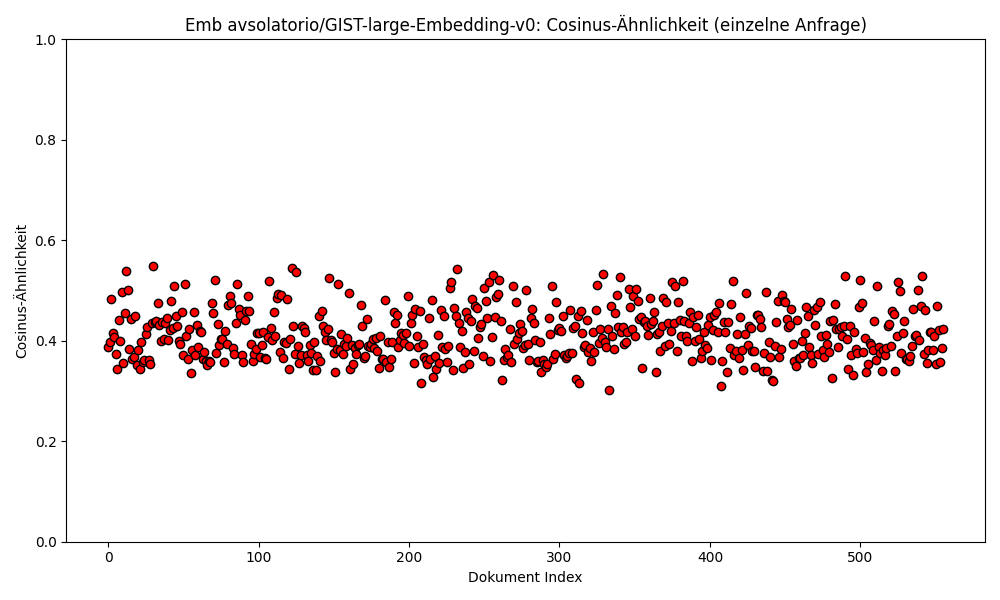 Emb avsolatorio/GIST-large-Embedding-v0: Cosinus-Ähnlichkeit (einzelne Anfrage)
1.0
0.8
0.6
0.4
0.2
0.0
Cosinus-Ähnlichkeit
0 100 200 300 400 500
Dokument Index